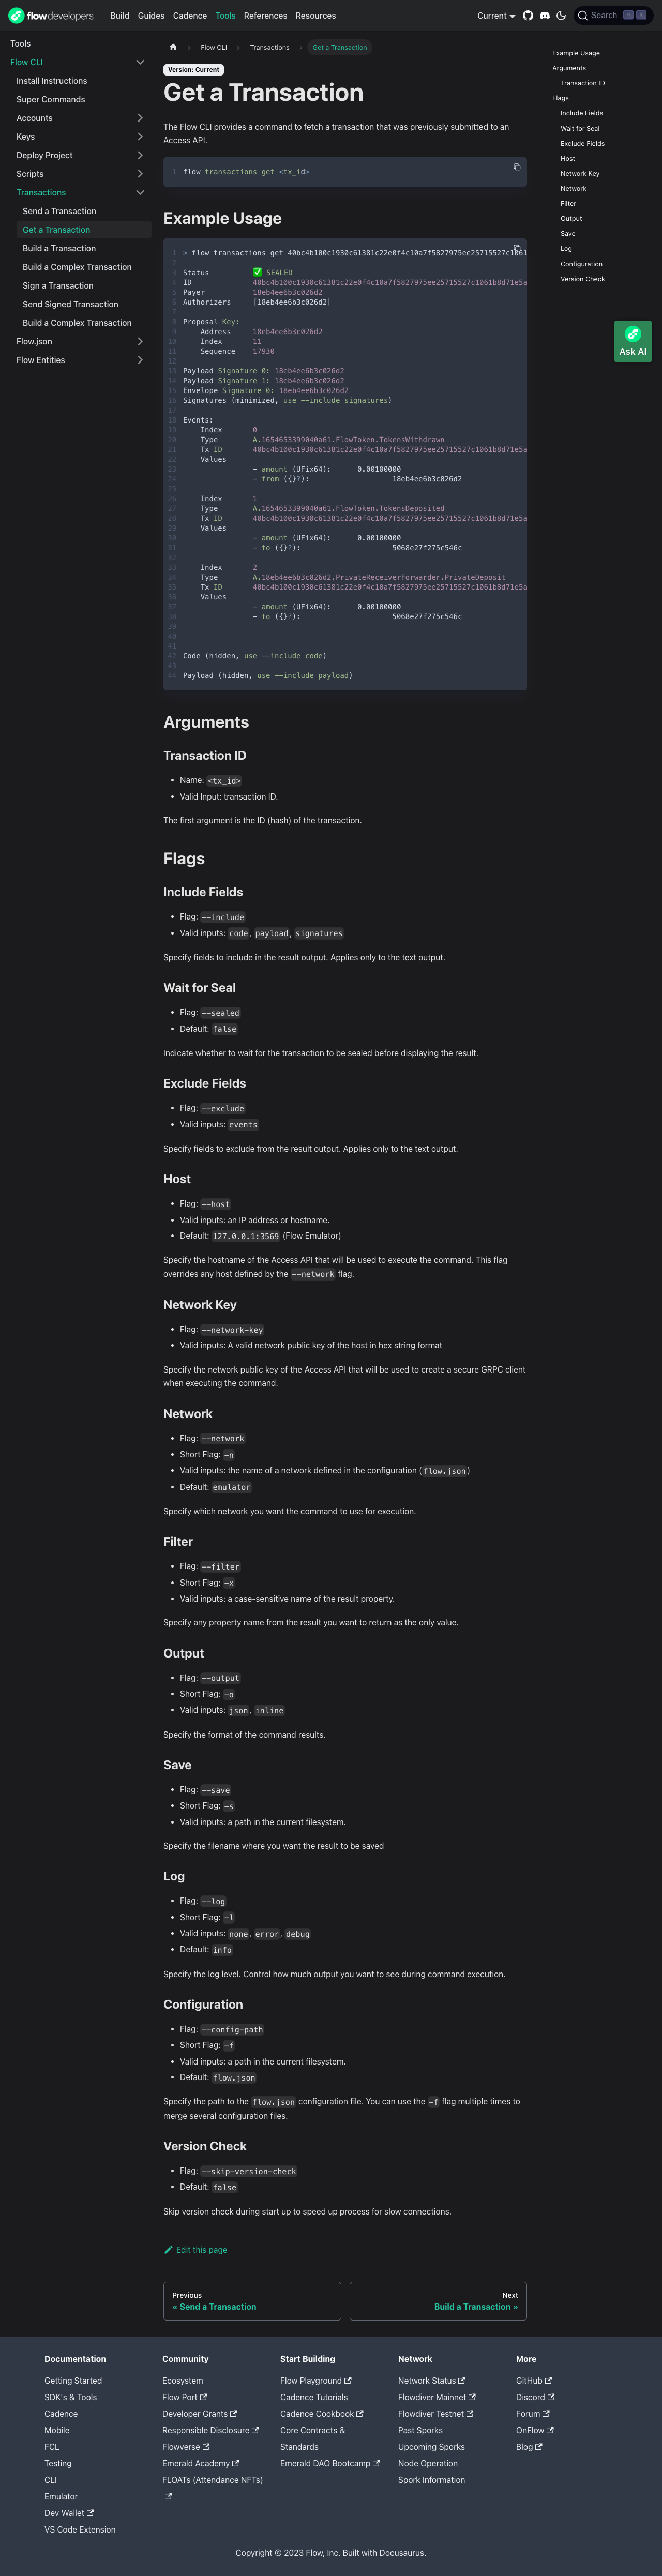 flowdevelopers
Build Guides Cadence Tools References Resources
Current
Search
Tools
Flow CLI
Install Instructions
Super Commands
Accounts
Keys
Deploy Project
Scripts
Transactions
Send a Transaction
Get a Transaction
Build a Transaction
Build a Complex Transaction
Sign a Transaction
Send Signed Transaction
Build a Complex Transaction
Flow.json
Flow Entities
Flow CLI > Transactions > Get a Transaction
Version: Current
Get a Transaction
The Flow CLI provides a command to fetch a transaction that was previously submitted to an
Access API.
1 flow transactions get <tx_id>
Example Usage
1 > flow transactions get 40bc4b100c1930c61381c22e0f4c10a7f5827975ee25715527c1061
2
3 Status ✅ SEALED
4 ID 40bc4b100c1930c61381c22e0f4c10a7f5827975ee25715527c1061b8d71e5a
5 Payer 18eb4ee6b3c026d2
6 Authorizers [18eb4ee6b3c026d2]
7
8 Proposal Key:
9 Address 18eb4ee6b3c026d2
10 Index 11
11 Sequence 17930
12
13 Payload Signature 0: 18eb4ee6b3c026d2
14 Payload Signature 1: 18eb4ee6b3c026d2
15 Envelope Signature 0: 18eb4ee6b3c026d2
16 Signatures (minimized, use --include signatures)
17
18 Events:
19 Index 0
20 Type A.1654653399040a61.FlowToken.TokensWithdrawn
21 Tx ID 40bc4b100c1930c61381c22e0f4c10a7f5827975ee25715527c1061b8d71e5a
22 Values
23 - amount (UFix64): 0.00100000
24 - from ({}?): 18eb4ee6b3c026d2
25
26 Index 1
27 Type A.1654653399040a61.FlowToken.TokensDeposited
28 Tx ID 40bc4b100c1930c61381c22e0f4c10a7f5827975ee25715527c1061b8d71e5a
29 Values
30 - amount (UFix64): 0.00100000
31 - to ({}?): 5068e27f275c546c
32
33 Index 2
34 Type A.18eb4ee6b3c026d2.PrivateReceiverForwarder.PrivateDeposit
35 Tx ID 40bc4b100c1930c61381c22e0f4c10a7f5827975ee25715527c1061b8d71e5a
36 Values
37 - amount (UFix64): 0.00100000
38 - to ({}?): 5068e27f275c546c
39
40
41
42 Code (hidden, use --include code)
43
44 Payload (hidden, use --include payload)
Arguments
Transaction ID
• Name: <tx_id>
• Valid Input: transaction ID.
The first argument is the ID (hash) of the transaction.
Flags
Include Fields
• Flag: --include
• Valid inputs: code, payload, signatures
Specify fields to include in the result output. Applies only to the text output.
Wait for Seal
• Flag: --sealed
• Default: false
Indicate whether to wait for the transaction to be sealed before displaying the result.
Exclude Fields
• Flag: --exclude
• Valid inputs: events
Specify fields to exclude from the result output. Applies only to the text output.
Host
• Flag: --host
• Valid inputs: an IP address or hostname.
• Default: 127.0.0.1:3569 (Flow Emulator)
Specify the hostname of the Access API that will be used to execute the command. This flag
overrides any host defined by the --network flag.
Network Key
• Flag: --network-key
• Valid inputs: A valid network public key of the host in hex string format
Specify the network public key of the Access API that will be used to create a secure GRPC client
when executing the command.
Network
• Flag: --network
• Short Flag: -n
• Valid inputs: the name of a network defined in the configuration (flow.json)
• Default: emulator
Specify which network you want the command to use for execution.
Filter
• Flag: --filter
• Short Flag: -x
• Valid inputs: a case-sensitive name of the result property.
Specify any property name from the result you want to return as the only value.
Output
• Flag: --output
• Short Flag: -o
• Valid inputs: json, inline
Specify the format of the command results.
Save
• Flag: --save
• Short Flag: -s
• Valid inputs: a path in the current filesystem.
Specify the filename where you want the result to be saved
Log
• Flag: --log
• Short Flag: -l
• Valid inputs: none, error, debug
• Default: info
Specify the log level. Control how much output you want to see during command execution.
Configuration
• Flag: --config-path
• Short Flag: -f
• Valid inputs: a path in the current filesystem.
• Default: flow.json
Specify the path to the flow.json configuration file. You can use the -f flag multiple times to
merge several configuration files.
Version Check
• Flag: --skip-version-check
• Default: false
Skip version check during start up to speed up process for slow connections.
Edit this page
Previous
« Send a Transaction
Next
Build a Transaction »
Example Usage
Arguments
Transaction ID
Flags
Include Fields
Wait for Seal
Exclude Fields
Host
Network Key
Network
Filter
Output
Save
Log
Configuration
Version Check
Ask AI
Documentation
Getting Started
SDK's & Tools
Cadence
Mobile
FCL
Testing
CLI
Emulator
Dev Wallet
VS Code Extension
Community
Ecosystem
Flow Port
Developer Grants
Responsible Disclosure
Flowverse
Emerald Academy
FLOATs (Attendance NFTs)
Start Building
Flow Playground
Cadence Tutorials
Cadence Cookbook
Core Contracts &
Standards
Emerald DAO Bootcamp
Network
Network Status
Flowdiver Mainnet
Flowdiver Testnet
Past Sporks
Upcoming Sporks
Node Operation
Spork Information
More
GitHub
Discord
Forum
OnFlow
Blog
Copyright © 2023 Flow, Inc. Built with Docusaurus.